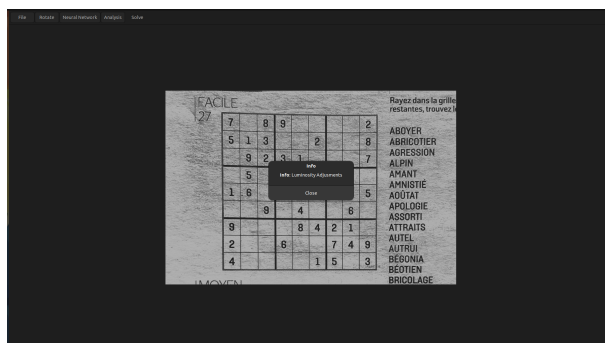 File Rotate Neural Network Analysis Solve
FACILE
27
7 8 9 2
5 1 3 2 8
9 2 3 1 7
5
1 6 5
9 4 6
9 8 4 2 1
2 6 7 4 9
4 1 5 3
Info
Info: Luminosity Adjusments
Close
Rayez dans la grille
restantes, trouvez
ABOYER
ABRICOTIER
AGRESSION
ALPIN
AMANT
AMNISTIÉ
AOÛTAT
APOLOGIE
ASSORTI
ATTRAITS
AUTEL
AUTRUI
BÉGONIA
BÉOTIEN
BRICOLAGE
MOYEN